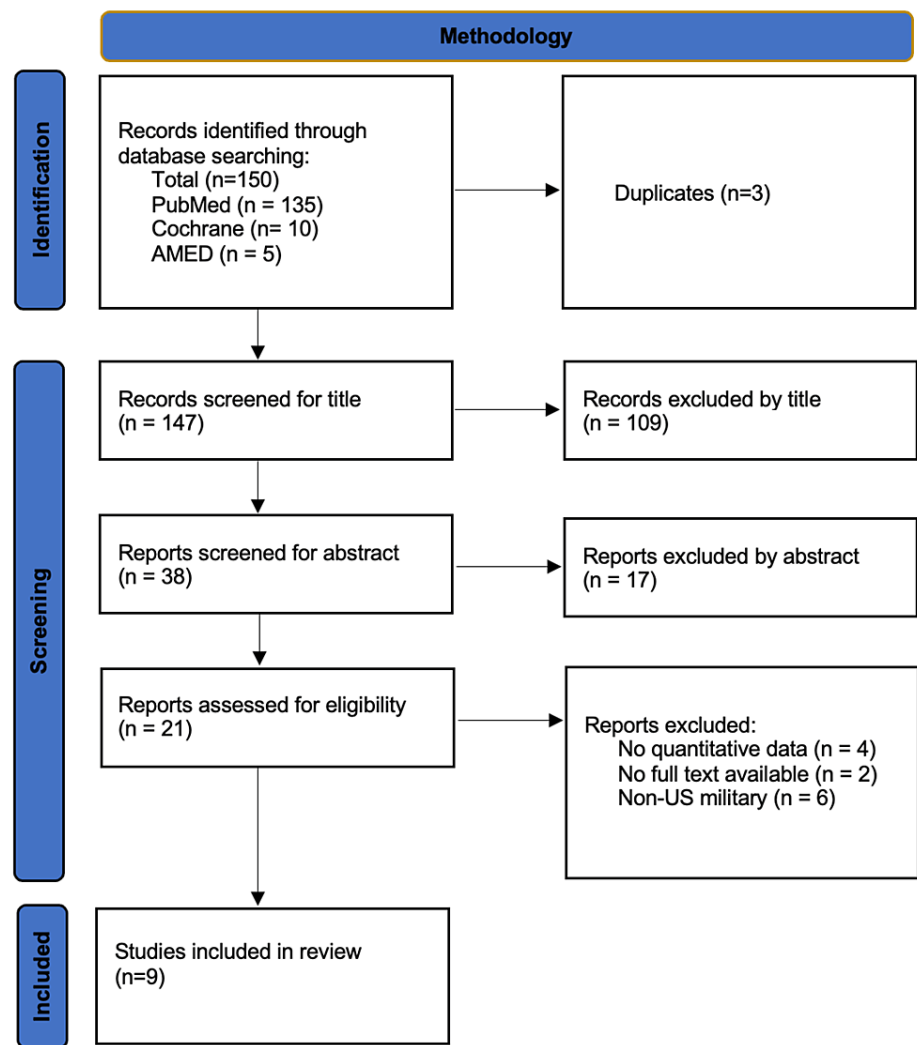 Methodology
Identification
Records identified through
database searching:
Total (n=150)
PubMed (n = 135)
Cochrane (n= 10)
AMED (n = 5)
Duplicates (n=3)
Screening
Records screened for title
(n = 147)
Records excluded by title
(n = 109)
Reports screened for abstract
(n = 38)
Reports excluded by abstract
(n = 17)
Reports assessed for eligibility
(n = 21)
Reports excluded:
No quantitative data (n = 4)
No full text available (n = 2)
Non-US military (n = 6)
Included
Studies included in review
(n=9)